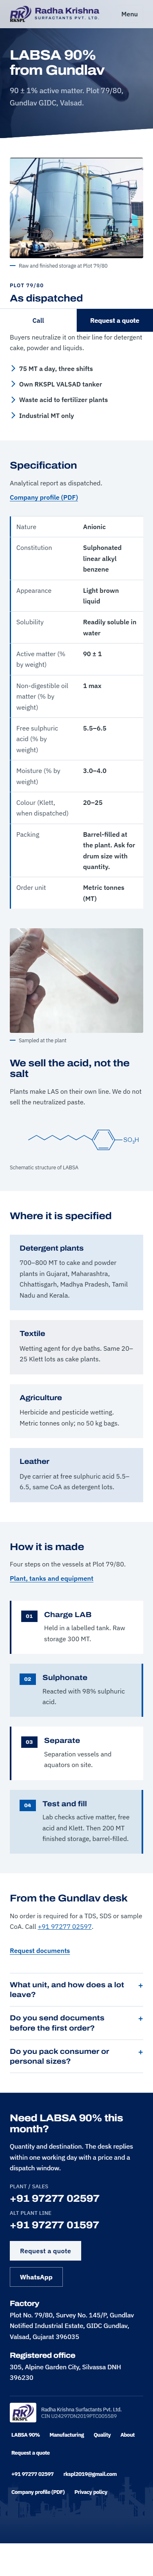 RK RKSPL
Radha Krishna
SURFACTANTS PVT. LTD.
Menu
LABSA 90%
from Gundlav
90 ± 1% active matter. Plot 79/80,
Gundlav GIDC, Valsad.
Raw and finished storage at Plot 79/80
PLOT 79/80
As dispatched
Call
Request a quote
Buyers neutralize it on their line for detergent
cake, powder and liquids.
75 MT a day, three shifts
Own RKSPL VALSAD tanker
Waste acid to fertilizer plants
Industrial MT only
Specification
Analytical report as dispatched.
Company profile (PDF)
Nature
Anionic
Constitution
Sulphonated
linear alkyl
benzene
Appearance
Light brown
liquid
Solubility
Readily soluble in
water
Active matter (%
by weight)
90 ± 1
Non-digestible oil
matter (% by
weight)
1 max
Free sulphuric
acid (% by
weight)
5.5–6.5
Moisture (% by
weight)
3.0–4.0
Colour (Klett,
when dispatched)
20–25
Packing
Barrel-filled at
the plant. Ask for
drum size with
quantity.
Order unit
Metric tonnes
(MT)
Sampled at the plant
We sell the acid, not the
salt
Plants make LAS on their own line. We do not
sell the neutralized paste.
SO3H
Schematic structure of LABSA
Where it is specified
Detergent plants
700–800 MT to cake and powder
plants in Gujarat, Maharashtra,
Chhattisgarh, Madhya Pradesh, Tamil
Nadu and Kerala.
Textile
Wetting agent for dye baths. Same 20–
25 Klett lots as cake plants.
Agriculture
Herbicide and pesticide wetting.
Metric tonnes only; no 50 kg bags.
Leather
Dye carrier at free sulphuric acid 5.5–
6.5, same CoA as detergent lots.
How it is made
Four steps on the vessels at Plot 79/80.
Plant, tanks and equipment
01
Charge LAB
Held in a labelled tank. Raw
storage 300 MT.
02
Sulphonate
Reacted with 98% sulphuric
acid.
03
Separate
Separation vessels and
aquators on site.
04
Test and fill
Lab checks active matter, free
acid and Klett. Then 200 MT
finished storage, barrel-filled.
From the Gundlav desk
No order is required for a TDS, SDS or sample
CoA. Call +91 97277 02597.
Request documents
What unit, and how does a lot
leave?
+
Do you send documents
before the first order?
+
Do you pack consumer or
personal sizes?
+
Need LABSA 90% this
month?
Quantity and destination. The desk replies
within one working day with a price and a
dispatch window.
PLANT / SALES
+91 97277 02597
ALT PLANT LINE
+91 97277 01597
Request a quote
WhatsApp
Factory
Plot No. 79/80, Survey No. 145/P, Gundlav
Notified Industrial Estate, GIDC Gundlav,
Valsad, Gujarat 396035
Registered office
305, Alpine Garden City, Silvassa DNH
396230
RK RKSPL
Radha Krishna Surfactants Pvt. Ltd.
CIN U24297DN2019PTC005589
LABSA 90%
Manufacturing
Quality
About
Request a quote
+91 97277 02597
rkspl2019@gmail.com
Company profile (PDF)
Privacy policy